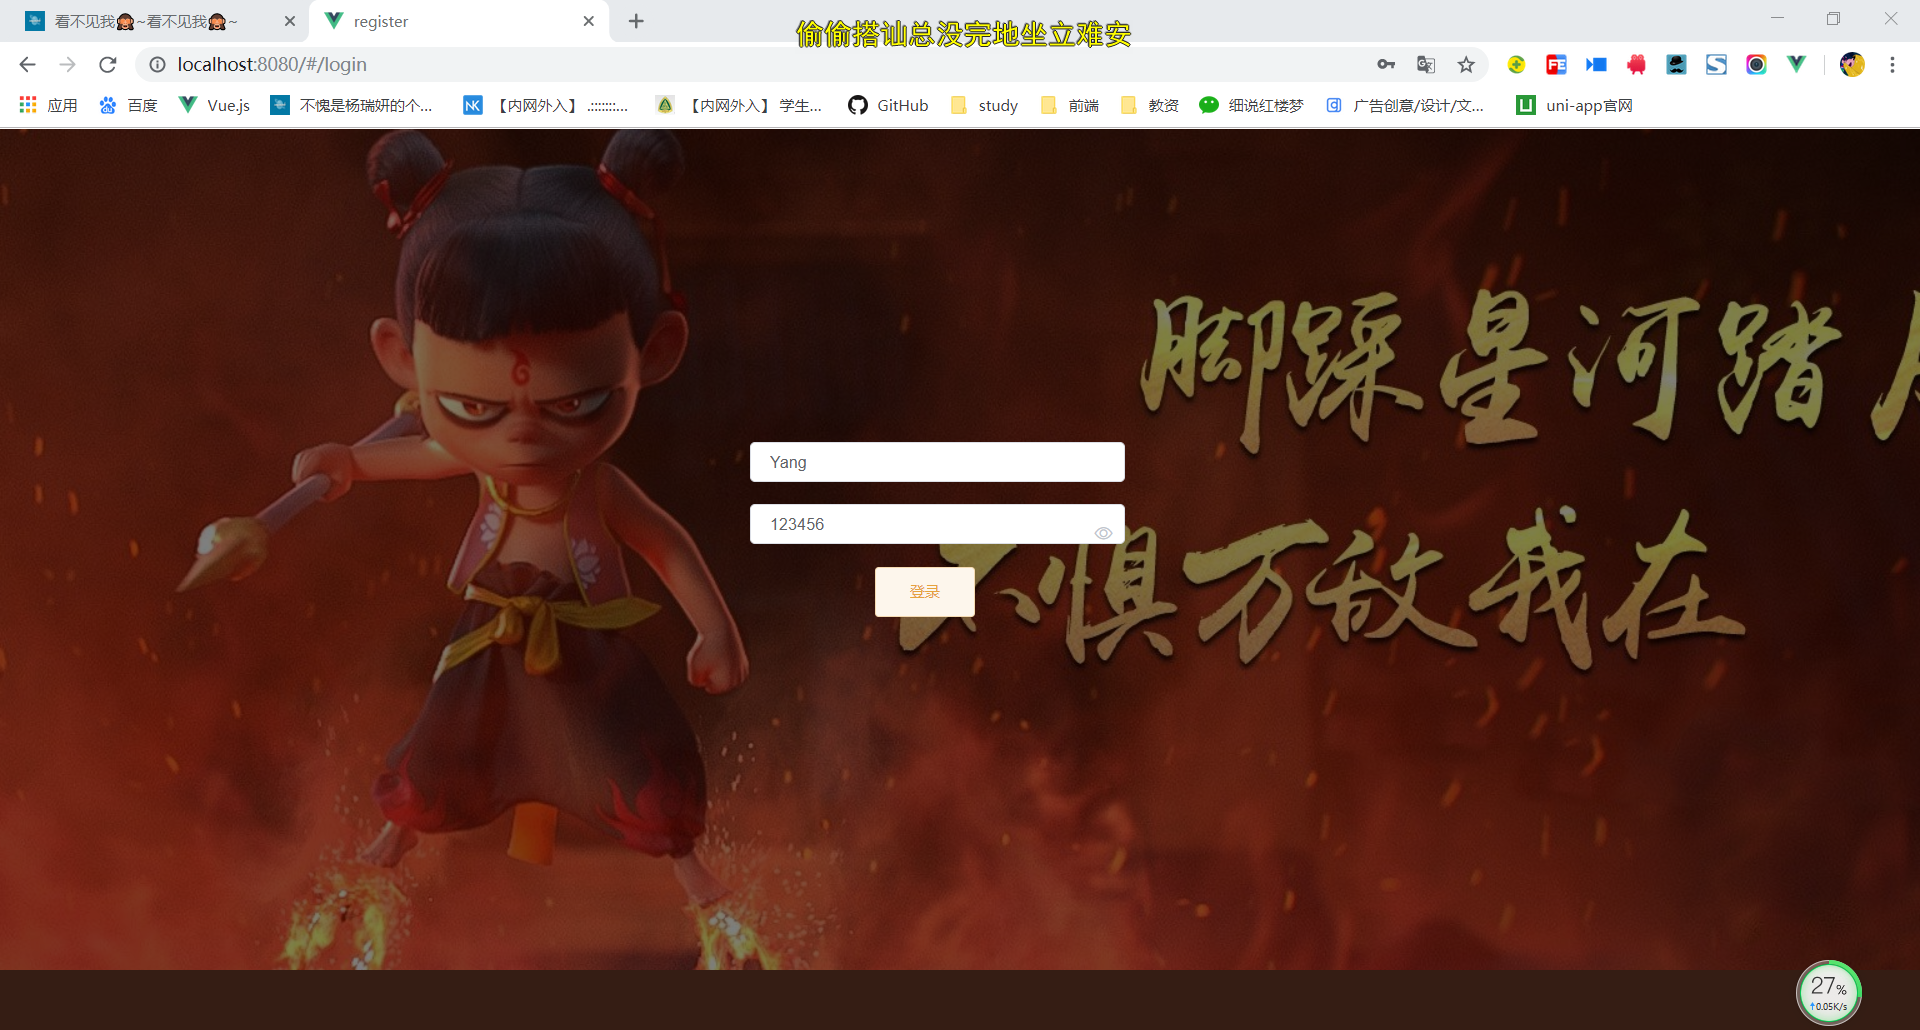 看不见我🙈~看不见我🙈~
register
偷偷搭讪总没完地坐立难安
localhost:8080/#/login
应用
百度
Vue.js
不愧是杨瑞妍的个...
【内网外入】.::::::::...
【内网外入】 学生...
GitHub
study
前端
教资
细说红楼梦
广告创意/设计/文...
uni-app官网
脚踩星河踏
Yang
123456
惧万敌我在
登录
27%
↑0.05K/s